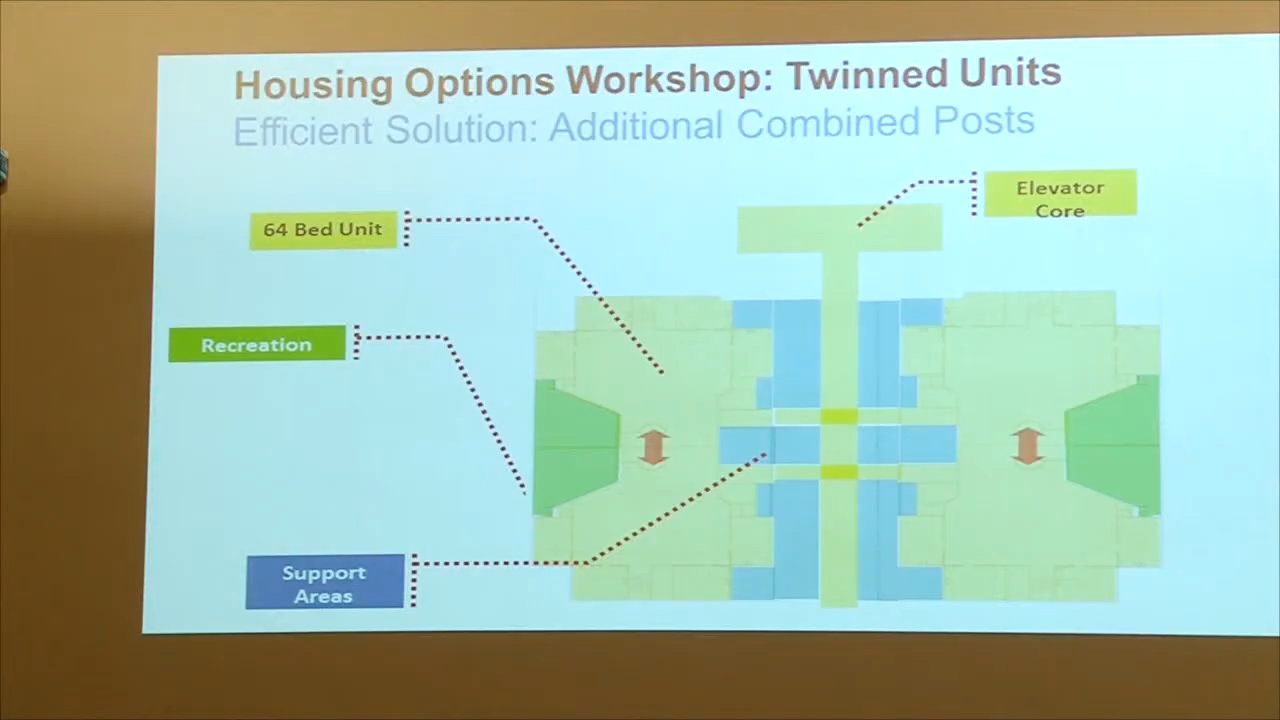 Housing Options Workshop: Twinned Units
Efficient Solution: Additional Combined Posts
Elevator
Core
64 Bed Unit
Recreation
Support
Areas